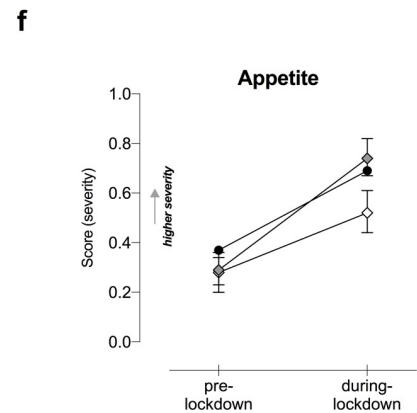 f
Appetite
1.0
0.8
0.6
0.4
0.2
0.0
Score (severity)
higher severity
pre-
lockdown
during-
lockdown